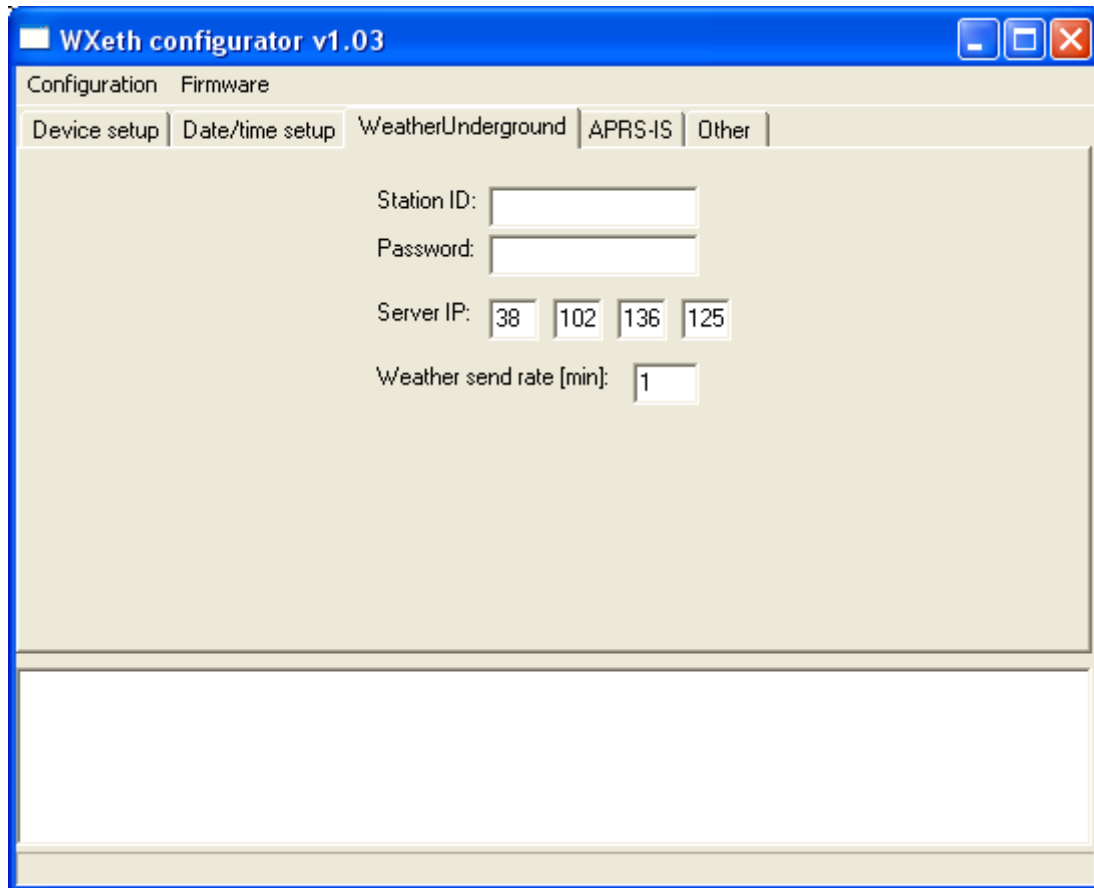 WXeth configurator v1.03
Configuration Firmware
Device setup Date/time setup WeatherUnderground APRS-IS Other
Station ID:
Password:
Server IP: 38 102 136 125
Weather send rate [min]: 1